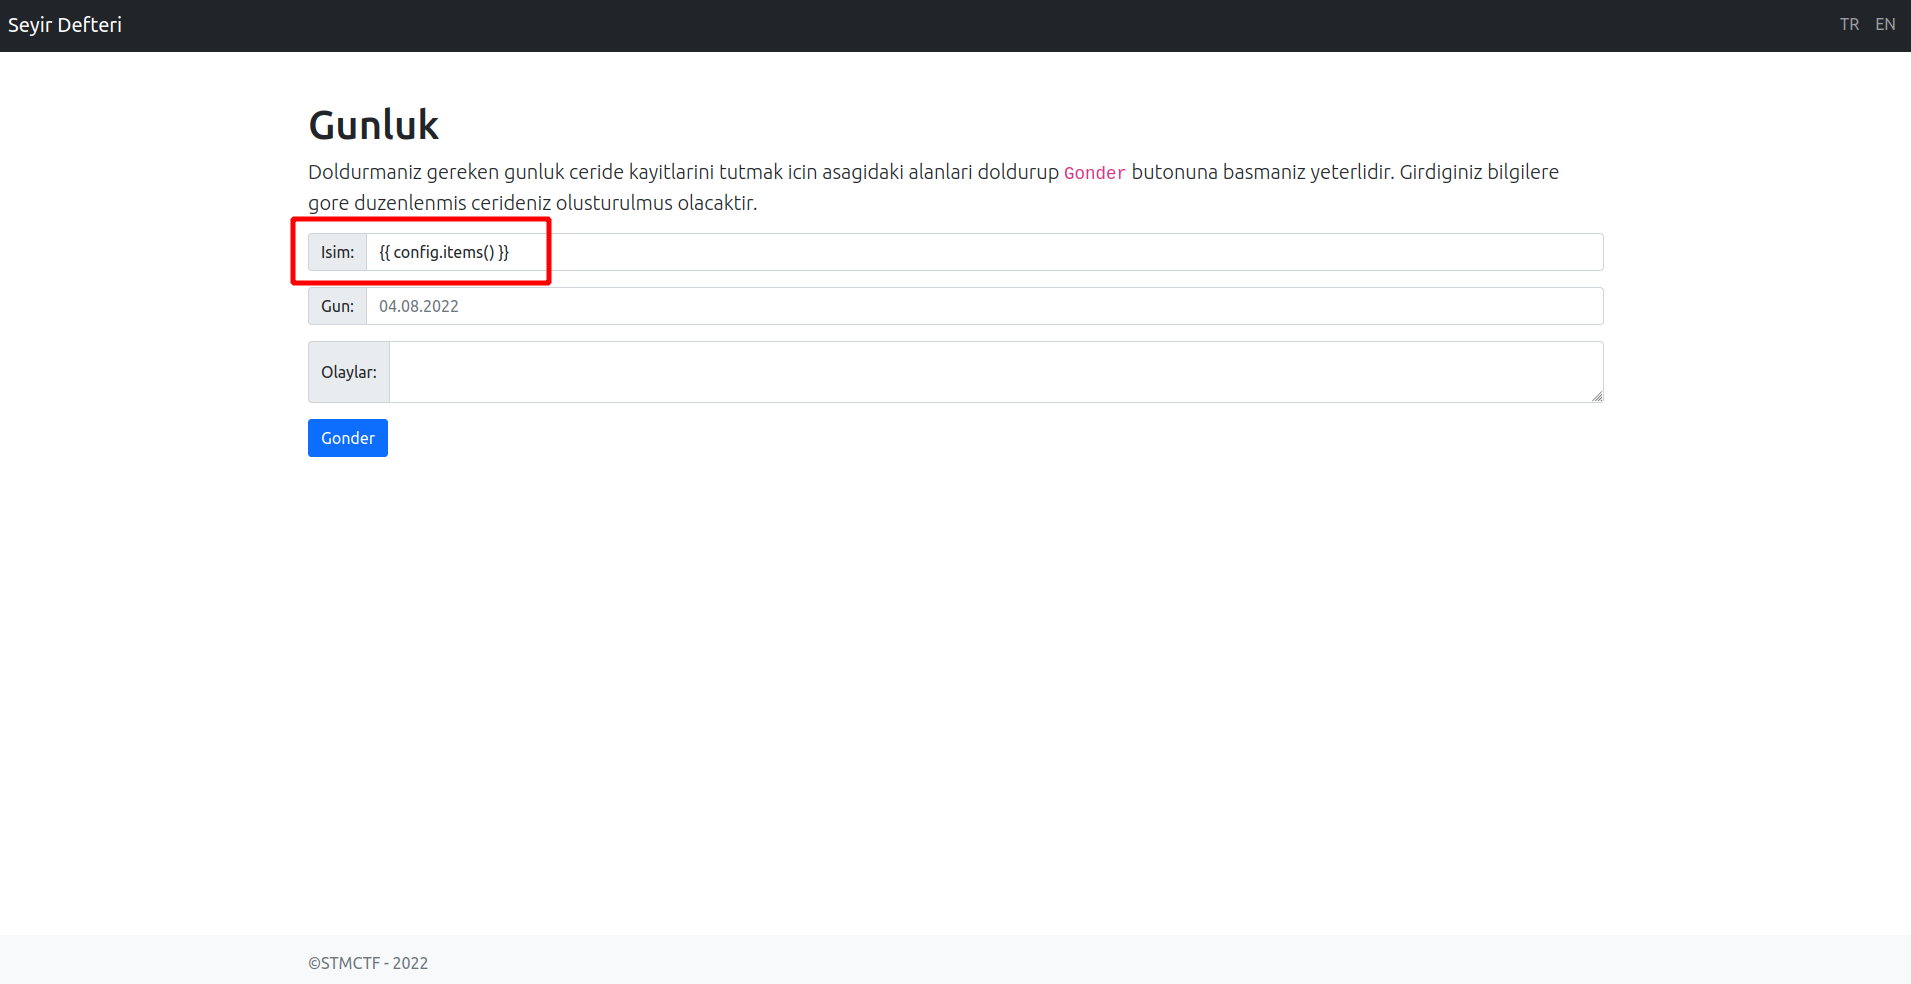 Seyir Defteri
TR EN
Gunluk
Doldurmaniz gereken gunluk ceride kayitlarini tutmak icin asagidaki alanlari doldurup Gonder butonuna basmaniz yeterlidir. Girdiginiz bilgilere
gore duzenlenmis cerideniz olusturulmus olacaktir.
Isim: {{ config.items() }}
Gun: 04.08.2022
Olaylar:
Gonder
©STMCTF - 2022